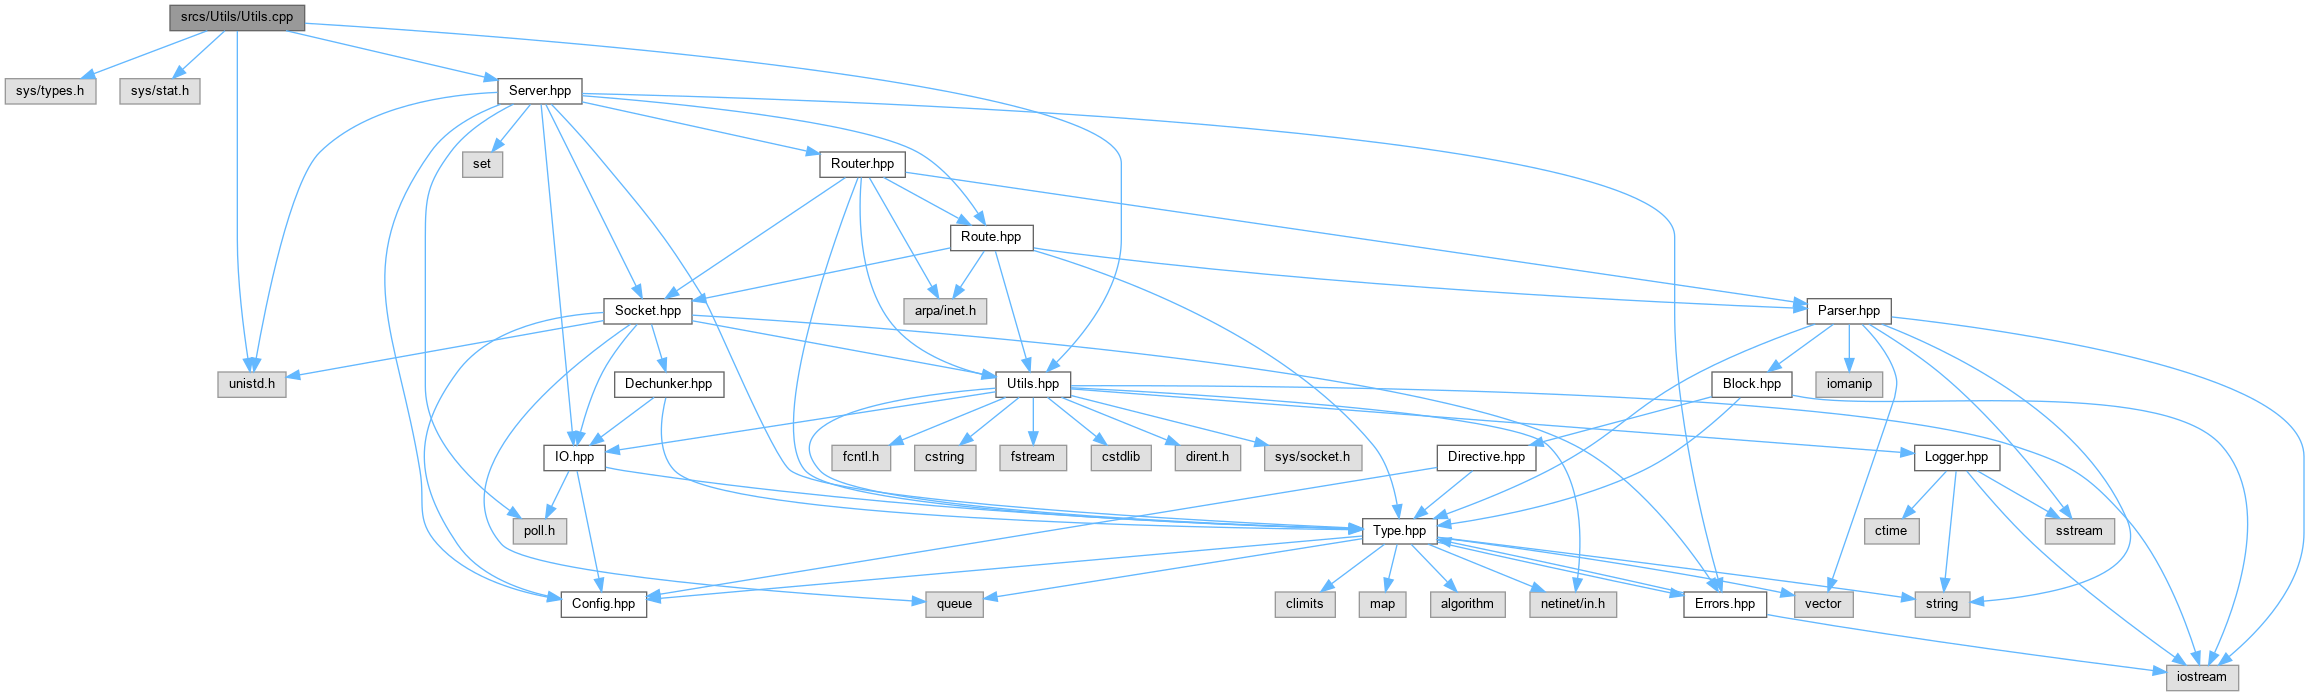 srcs/Utils/Utils.cpp
sys/types.h
sys/stat.h
Server.hpp
set
Router.hpp
Route.hpp
Socket.hpp
arpa/inet.h
Parser.hpp
unistd.h
Dechunker.hpp
Utils.hpp
Block.hpp
iomanip
IO.hpp
fcntl.h
cstring
fstream
cstdlib
dirent.h
sys/socket.h
Directive.hpp
Logger.hpp
poll.h
Type.hpp
ctime
sstream
Config.hpp
queue
climits
map
algorithm
netinet/in.h
Errors.hpp
vector
string
iostream